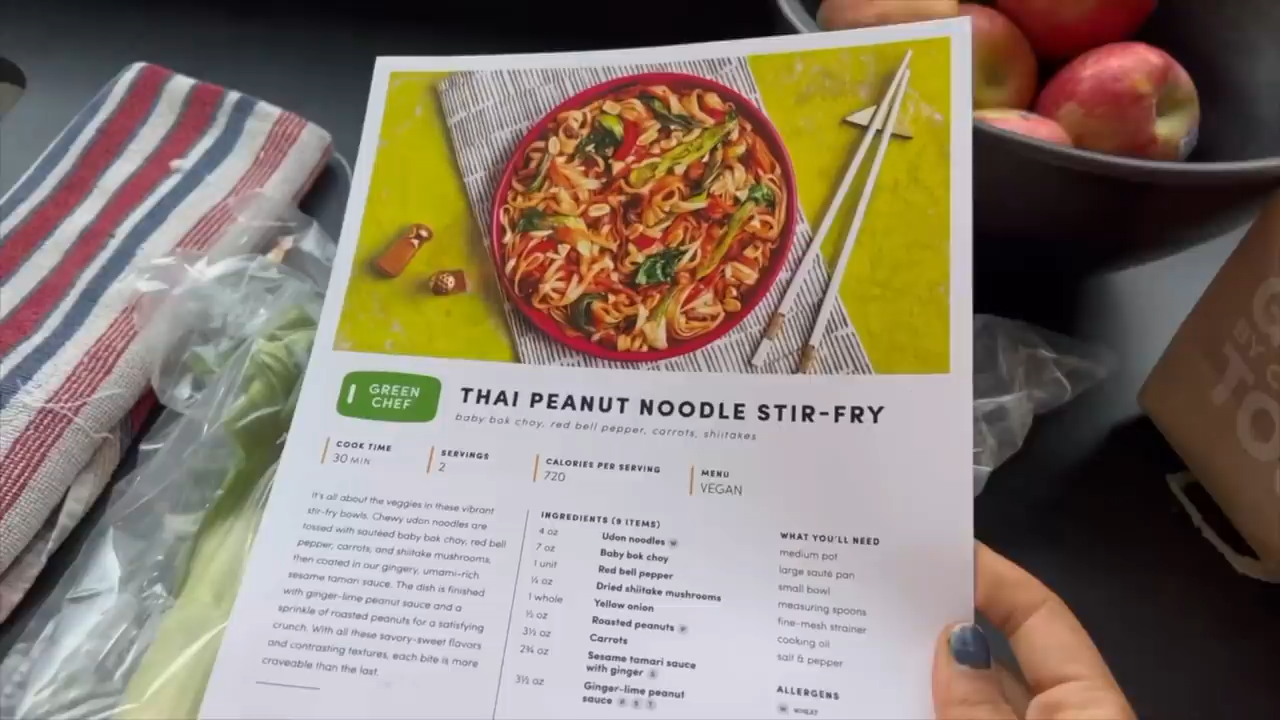 GREEN
CHEF
THAI PEANUT NOODLE STIR-FRY
baby bok choy, red bell pepper, carrots, shiitakes
COOK TIME
30 MIN
SERVINGS
2
CALORIES PER SERVING
720
MENU
VEGAN
It's all about the veggies in these vibrant
stir-fry bowls. Chewy udon noodles are
tossed with sautéed baby bok choy, red bell
pepper, carrots, and shiitake mushrooms,
then coated in our gingery, umami-rich
sesame tamari sauce. The dish is finished
with ginger-lime peanut sauce and a
sprinkle of roasted peanuts for a satisfying
crunch. With all these savory-sweet flavors
and contrasting textures, each bite is more
craveable than the last.
INGREDIENTS (9 ITEMS)
4 oz Udon noodles W
7 oz Baby bok choy
1 unit Red bell pepper
¼ oz Dried shiitake mushrooms
1 whole Yellow onion
½ oz Roasted peanuts P
3½ oz Carrots
2¾ oz Sesame tamari sauce
with ginger S
3½ oz Ginger-lime peanut
sauce P S T
WHAT YOU'LL NEED
medium pot
large sauté pan
small bowl
measuring spoons
fine-mesh strainer
cooking oil
salt & pepper
ALLERGENS
W WHEAT